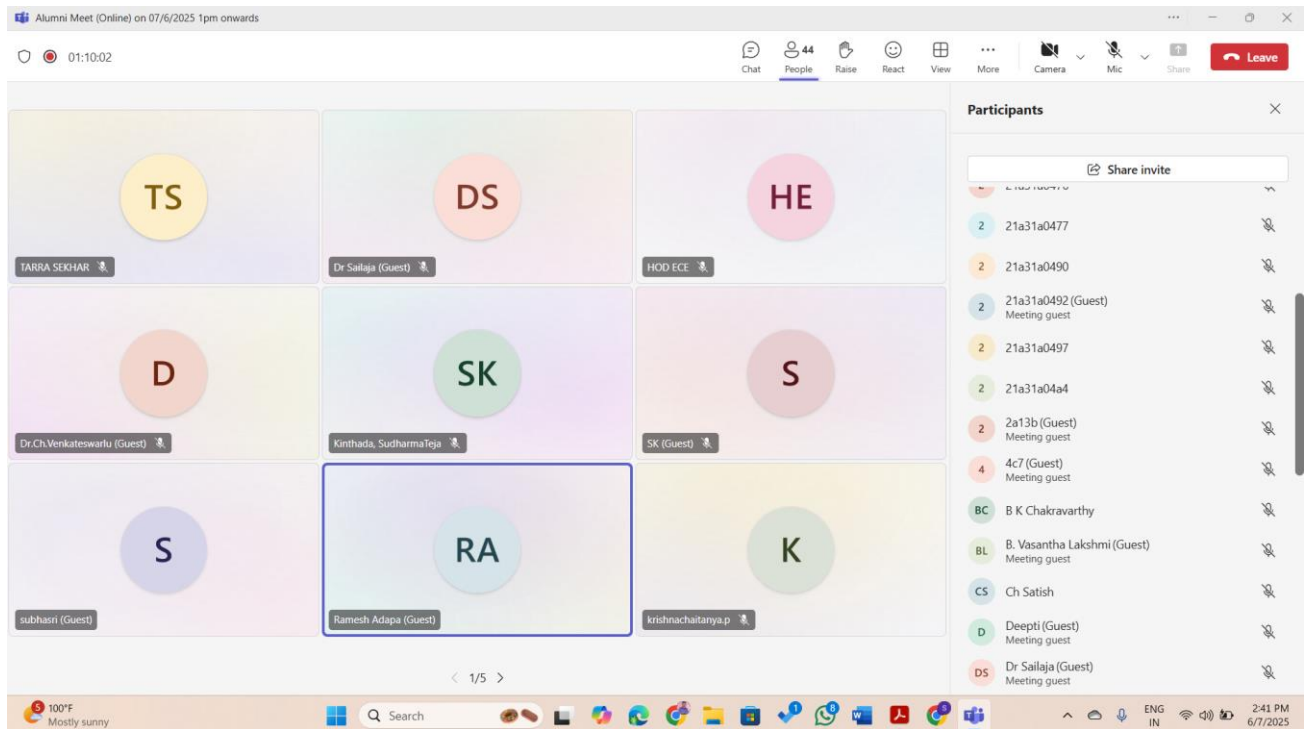 Alumni Meet (Online) on 07/6/2025 1pm onwards
01:10:02
44
Chat People Raise React View More Camera Mic Share Leave
TS
TARRA SEKHAR
DS
Dr Sailaja (Guest)
HE
HOD ECE
D
Dr.Ch.Venkateswarlu (Guest)
SK
Kinthada, SudharmaTeja
S
SK (Guest)
S
subhasri (Guest)
RA
Ramesh Adapa (Guest)
K
krishnachaitanya.p
1/5
Participants
Share invite
2 21a31a0477
2 21a31a0490
2 21a31a0492 (Guest)
Meeting guest
2 21a31a0497
2 21a31a04a4
2 2a13b (Guest)
Meeting guest
4 4c7 (Guest)
Meeting guest
BC B K Chakravarthy
BL B. Vasantha Lakshmi (Guest)
Meeting guest
CS Ch Satish
D Deepti (Guest)
Meeting guest
DS Dr Sailaja (Guest)
Meeting guest
5
100°F
Mostly sunny
Search
1
8
5
ENG
IN
2:41 PM
6/7/2025